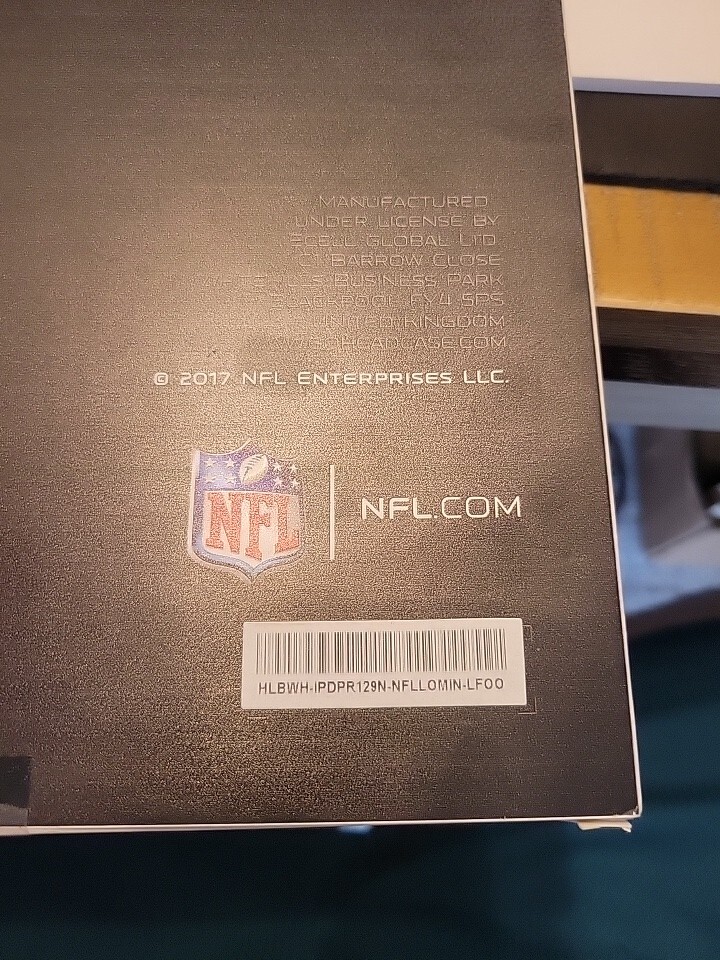 MANUFACTURED
UNDER LICENSE BY
ECELL GLOBAL LTD
BARROW CLOSE
BUSINESS PARK
BLACKPOOL FY4 5PS
UNITED KINGDOM
© 2017 NFL ENTERPRISES LLC.
NFL
NFL.COM
HLBWH-IPDPR129N-NFLLOMIN-LFOO